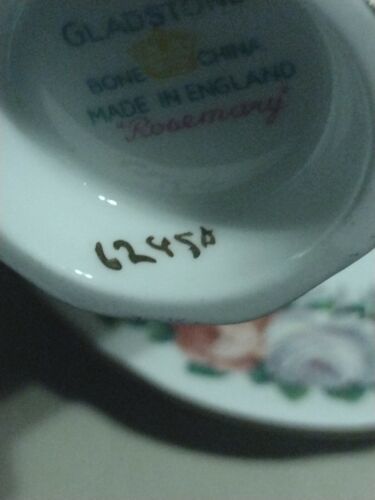 GLADSTONE
BONE CHINA
MADE IN ENGLAND
"Rosemary"
6245